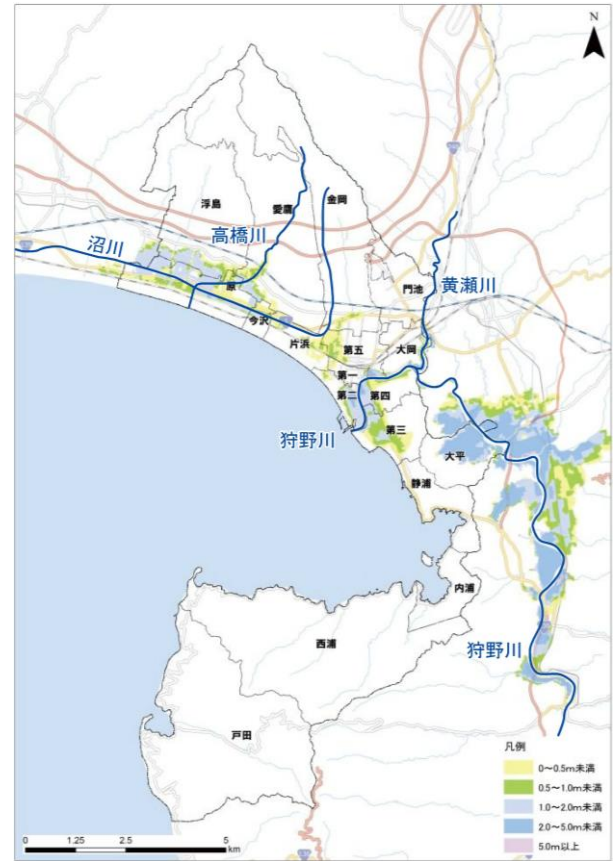 N
浮島
愛鷹
金岡
高橋川
沼川
原
門池
黄瀬川
今沢
片浜
第五
大岡
第一
第二
第四
狩野川
第三
大平
静浦
内浦
西浦
狩野川
戸田
凡例
0～0.5m未満
0.5～1.0m未満
1.0～2.0m未満
2.0～5.0m未満
5.0m以上
0 1.25 2.5 5
km